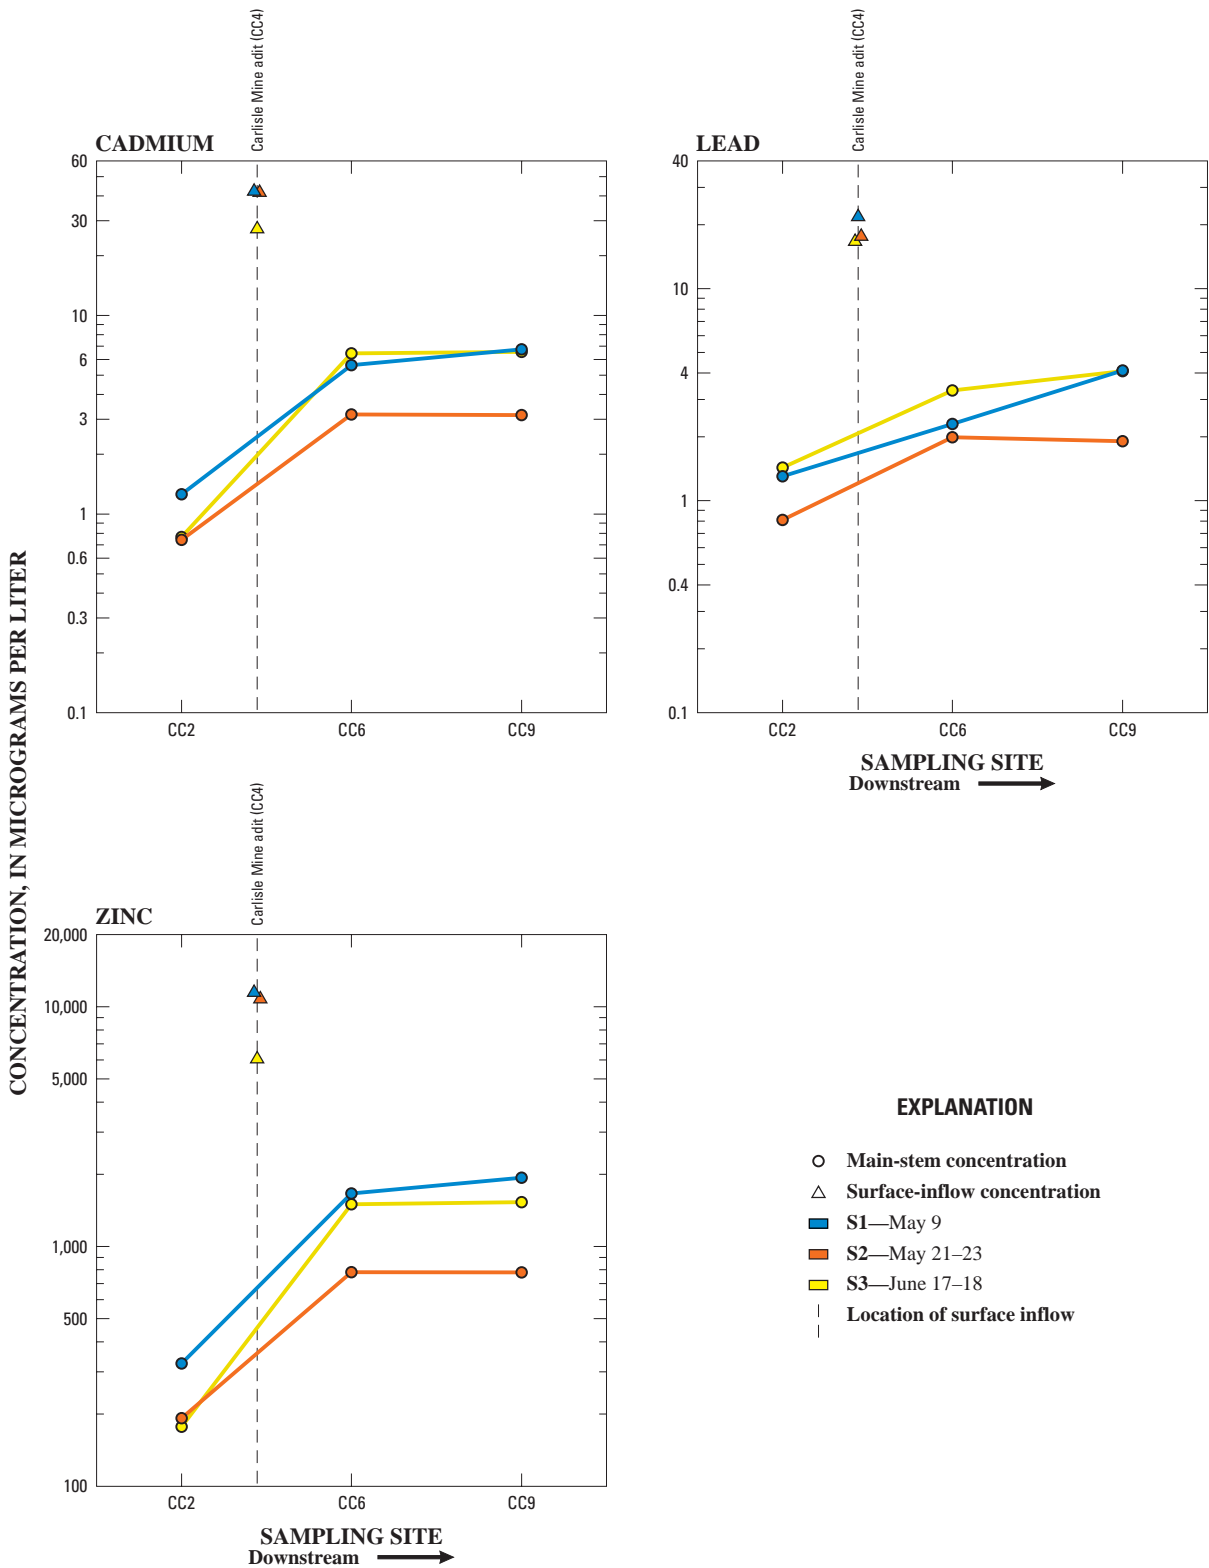 CONCENTRATION, IN MICROGRAMS PER LITER
Carlisle Mine adit (CC4)
CADMIUM
60
30
10
6
3
1
0.6
0.3
0.1
CC2 CC6 CC9
Carlisle Mine adit (CC4)
LEAD
40
10
4
1
0.4
0.1
CC2 CC6 CC9
SAMPLING SITE
Downstream
Carlisle Mine adit (CC4)
ZINC
20,000
10,000
5,000
1,000
500
100
CC2 CC6 CC9
SAMPLING SITE
Downstream
EXPLANATION
Main-stem concentration
Surface-inflow concentration
S1—May 9
S2—May 21–23
S3—June 17–18
Location of surface inflow